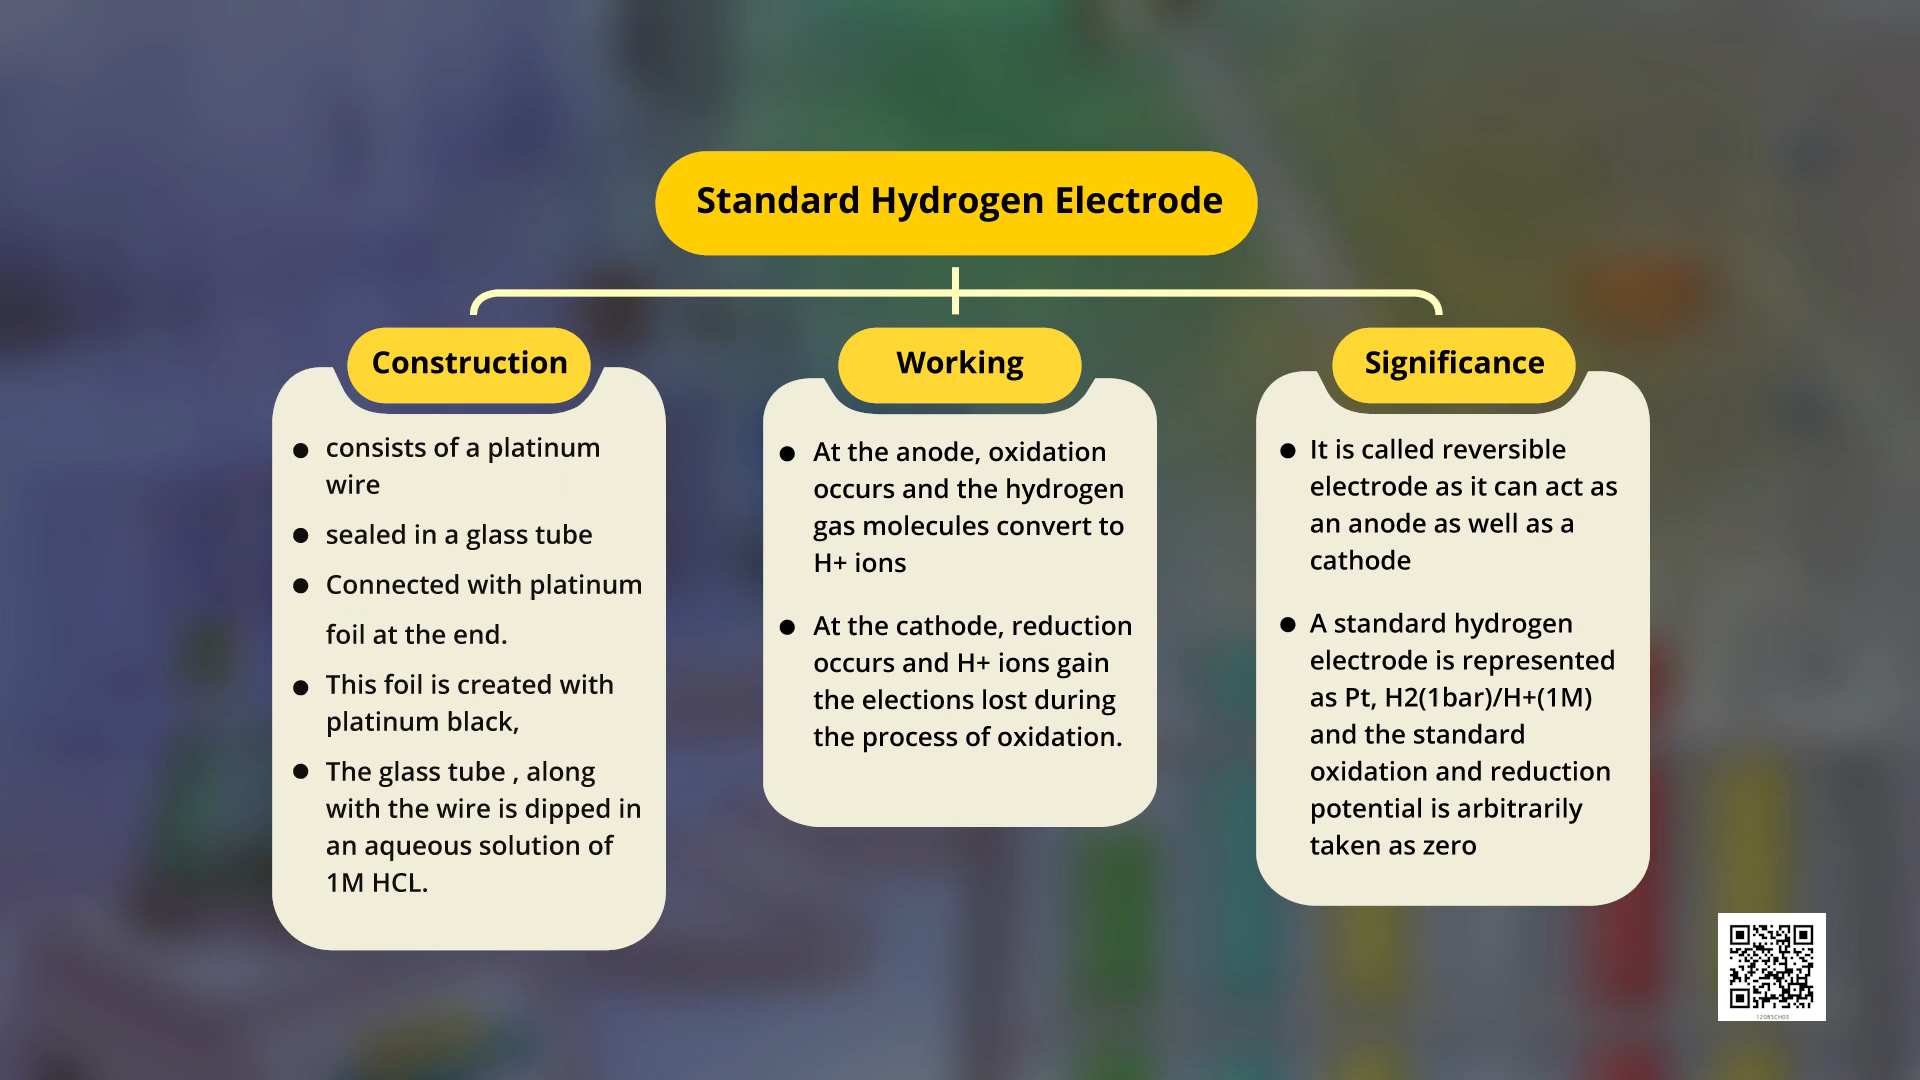 Standard Hydrogen Electrode
Construction
consists of a platinum
wire
sealed in a glass tube
Connected with platinum
foil at the end.
This foil is created with
platinum black,
The glass tube , along
with the wire is dipped in
an aqueous solution of
1M HCL.
Working
At the anode, oxidation
occurs and the hydrogen
gas molecules convert to
H+ ions
At the cathode, reduction
occurs and H+ ions gain
the elections lost during
the process of oxidation.
Significance
It is called reversible
electrode as it can act as
an anode as well as a
cathode
A standard hydrogen
electrode is represented
as Pt, H2(1bar)/H+(1M)
and the standard
oxidation and reduction
potential is arbitrarily
taken as zero
12085CH03